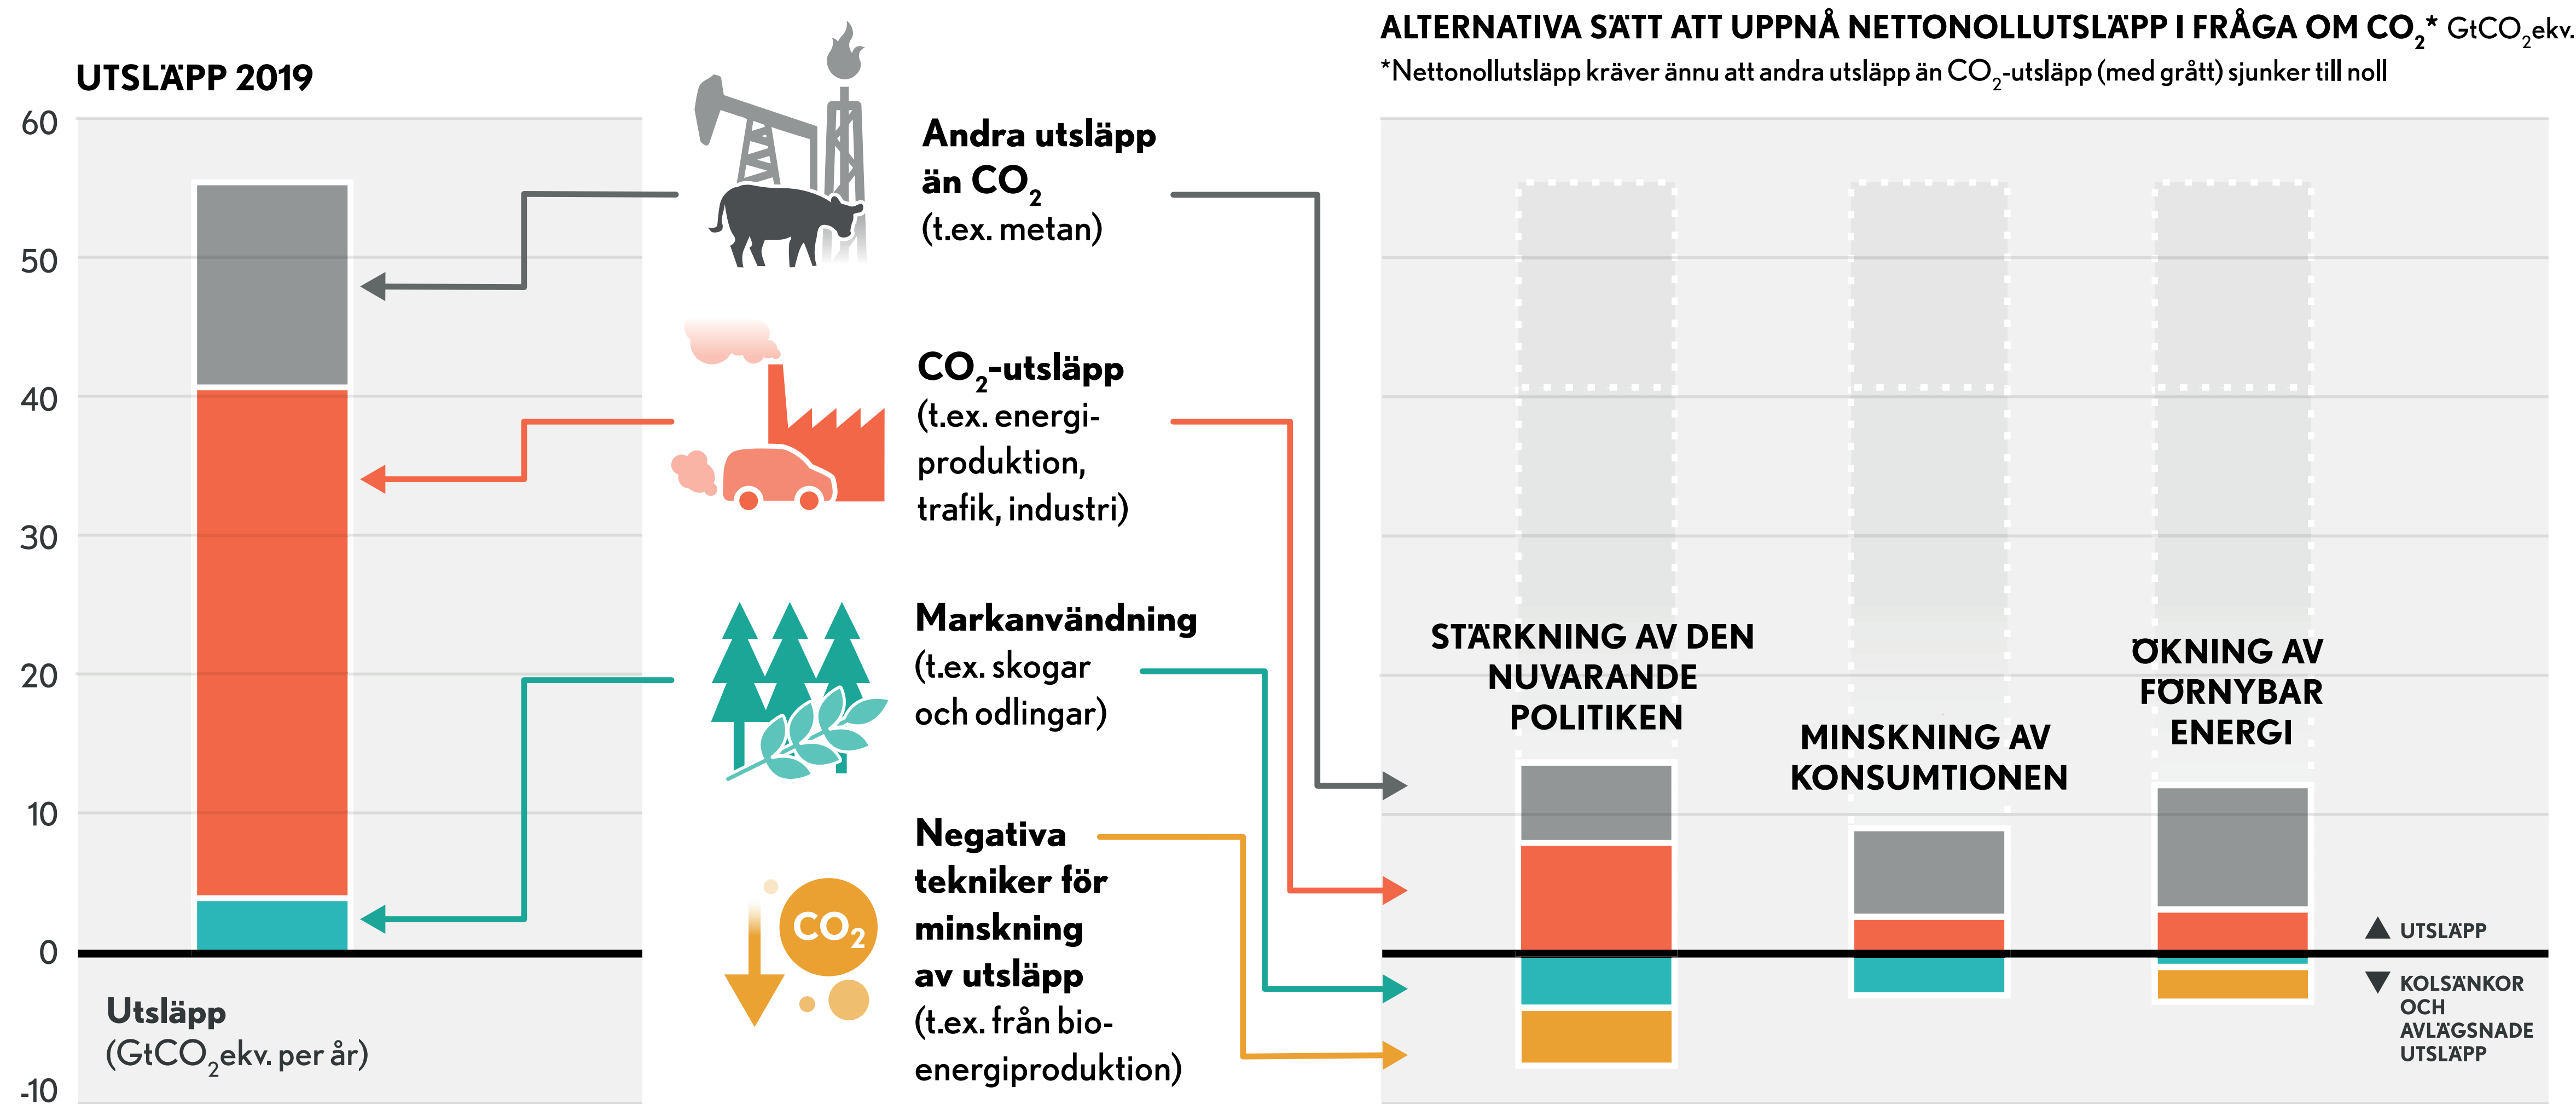 UTSLÄPP 2019
60
50
40
30
20
10
0
-10
Utsläpp
(GtCO₂ekv. per år)
Andra utsläpp
än CO₂
(t.ex. metan)
CO₂-utsläpp
(t.ex. energi-
produktion,
trafik, industri)
Markanvändning
(t.ex. skogar
och odlingar)
CO₂
Negativa
tekniker för
minskning
av utsläpp
(t.ex. från bio-
energiproduktion)
ALTERNATIVA SÄTT ATT UPPNÅ NETTONOLLUTSLÄPP I FRÅGA OM CO₂* GtCO₂ekv.
*Nettonollutsläpp kräver ännu att andra utsläpp än CO₂-utsläpp (med grått) sjunker till noll
STÄRKNING AV DEN
NUVARANDE
POLITIKEN
MINSKNING AV
KONSUMTIONEN
ÖKNING AV
FÖRNYBAR
ENERGI
UTSLÄPP
KOLSÄNKOR
OCH
AVLÄGSNADE
UTSLÄPP